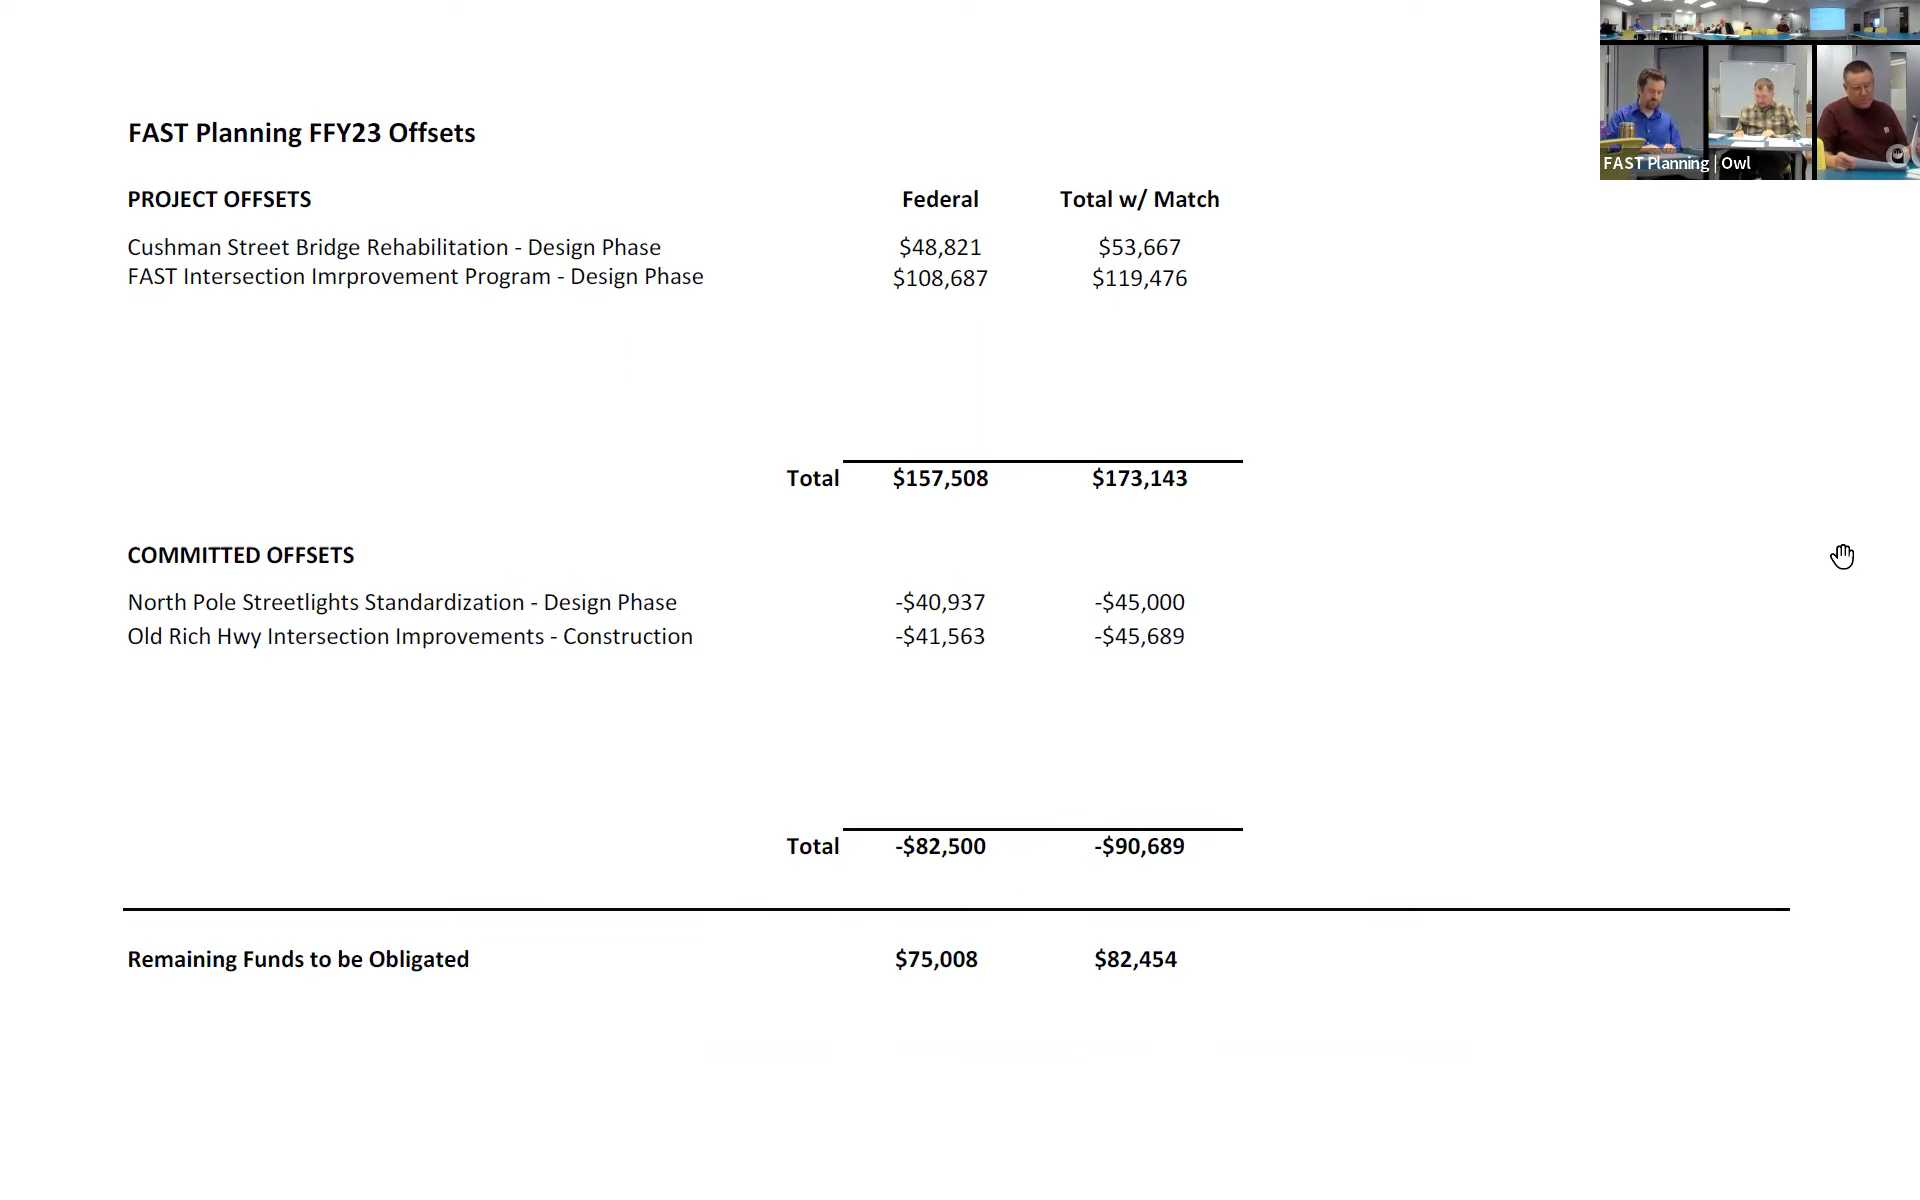 FAST Planning FFY23 Offsets
PROJECT OFFSETS Federal Total w/ Match
Cushman Street Bridge Rehabilitation - Design Phase $48,821 $53,667
FAST Intersection Imrprovement Program - Design Phase $108,687 $119,476
Total $157,508 $173,143
COMMITTED OFFSETS
North Pole Streetlights Standardization - Design Phase -$40,937 -$45,000
Old Rich Hwy Intersection Improvements - Construction -$41,563 -$45,689
Total -$82,500 -$90,689
Remaining Funds to be Obligated $75,008 $82,454
FAST Planning | Owl